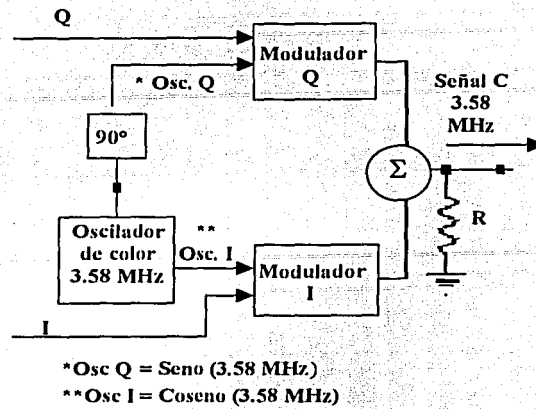 Q
Modulador
Q
* Osc. Q
Señal C
3.58
MHz
90°
Σ
Oscilador
de color
3.58 MHz
**
Osc. I
R
Modulador
I
I
*Osc Q = Seno (3.58 MHz)
**Osc I = Coseno (3.58 MHz)